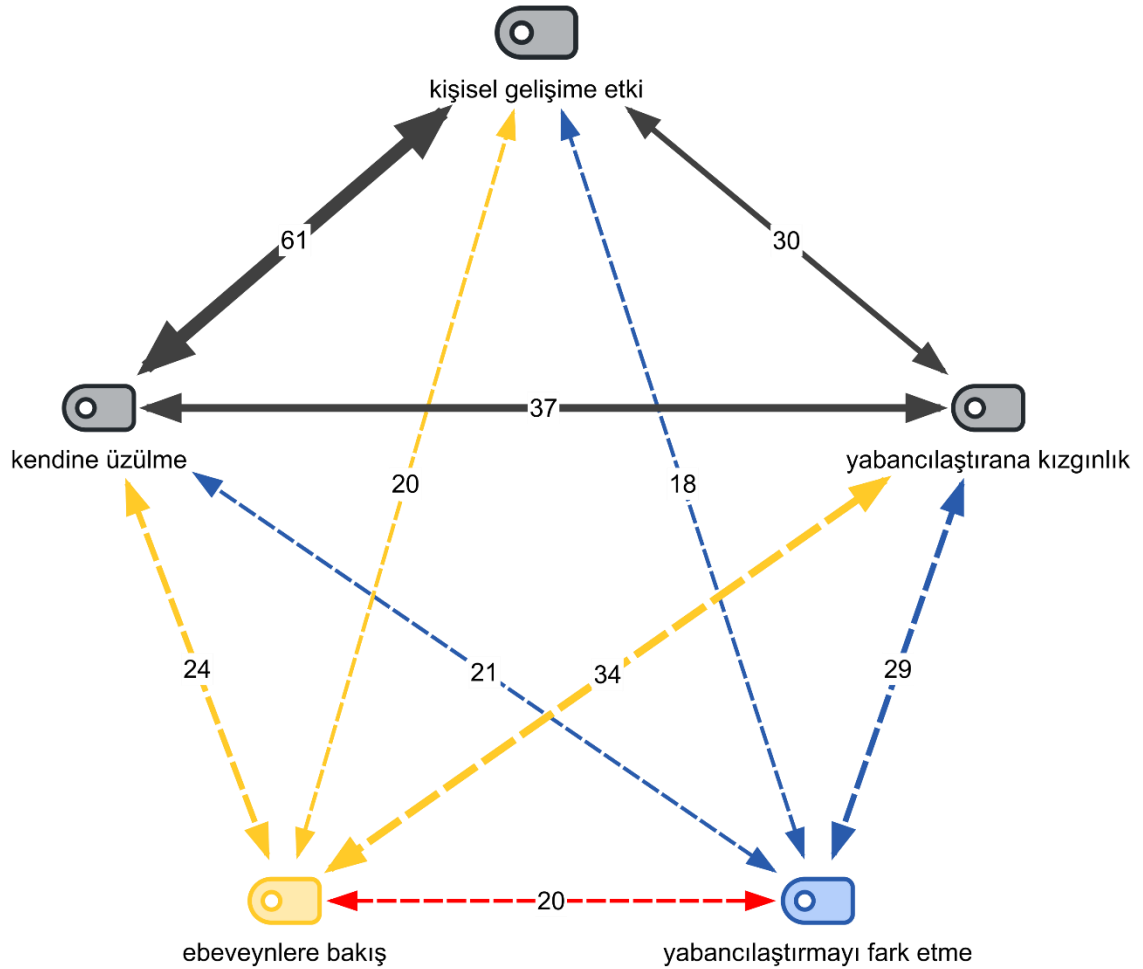 kişisel gelişime etki
61
30
37
kendine üzülme
yabancılaştırana kızgınlık
20
18
24
21
34
29
20
ebeveynlere bakış
yabancılaştırmayı fark etme